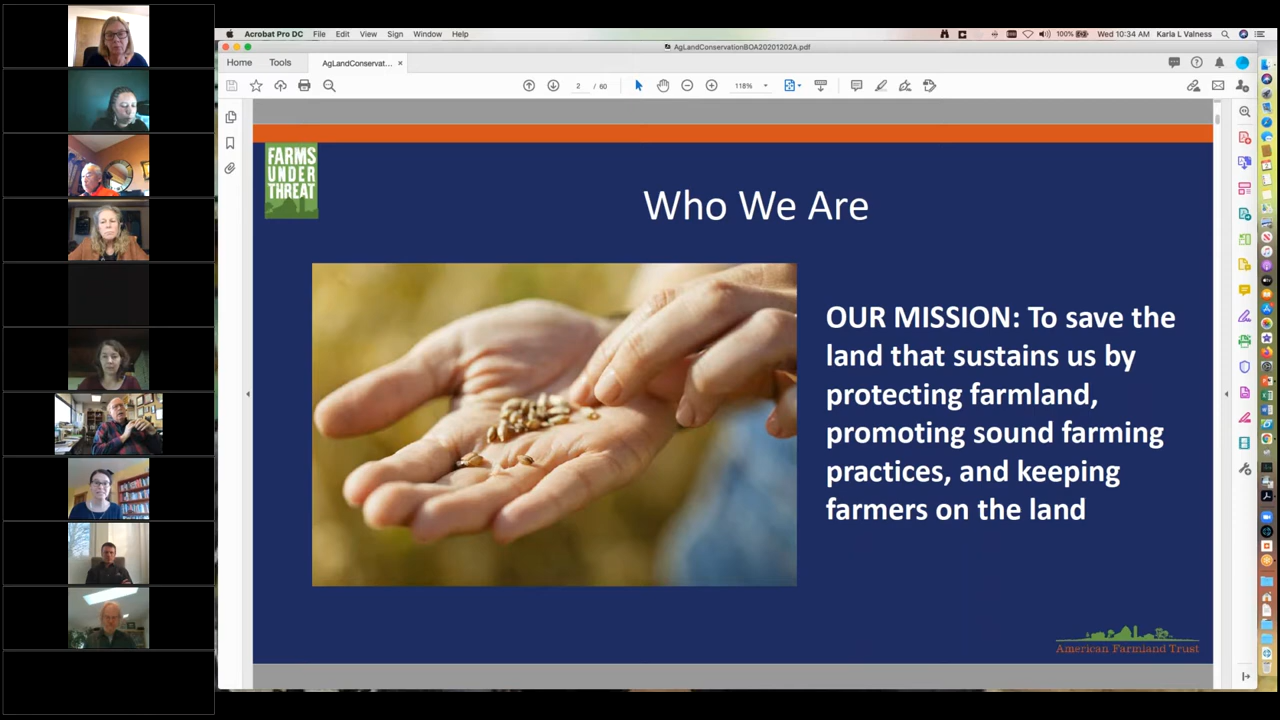 Acrobat Pro DC File Edit View Sign Window Help
100% Wed 10:34 AM Karla L Valness
AgLandConservationBOA20201202A.pdf
Home Tools AgLandConservat... ×
2 / 60
118%
FARMS
UNDER
THREAT
Who We Are
OUR MISSION: To save the
land that sustains us by
protecting farmland,
promoting sound farming
practices, and keeping
farmers on the land
American Farmland Trust